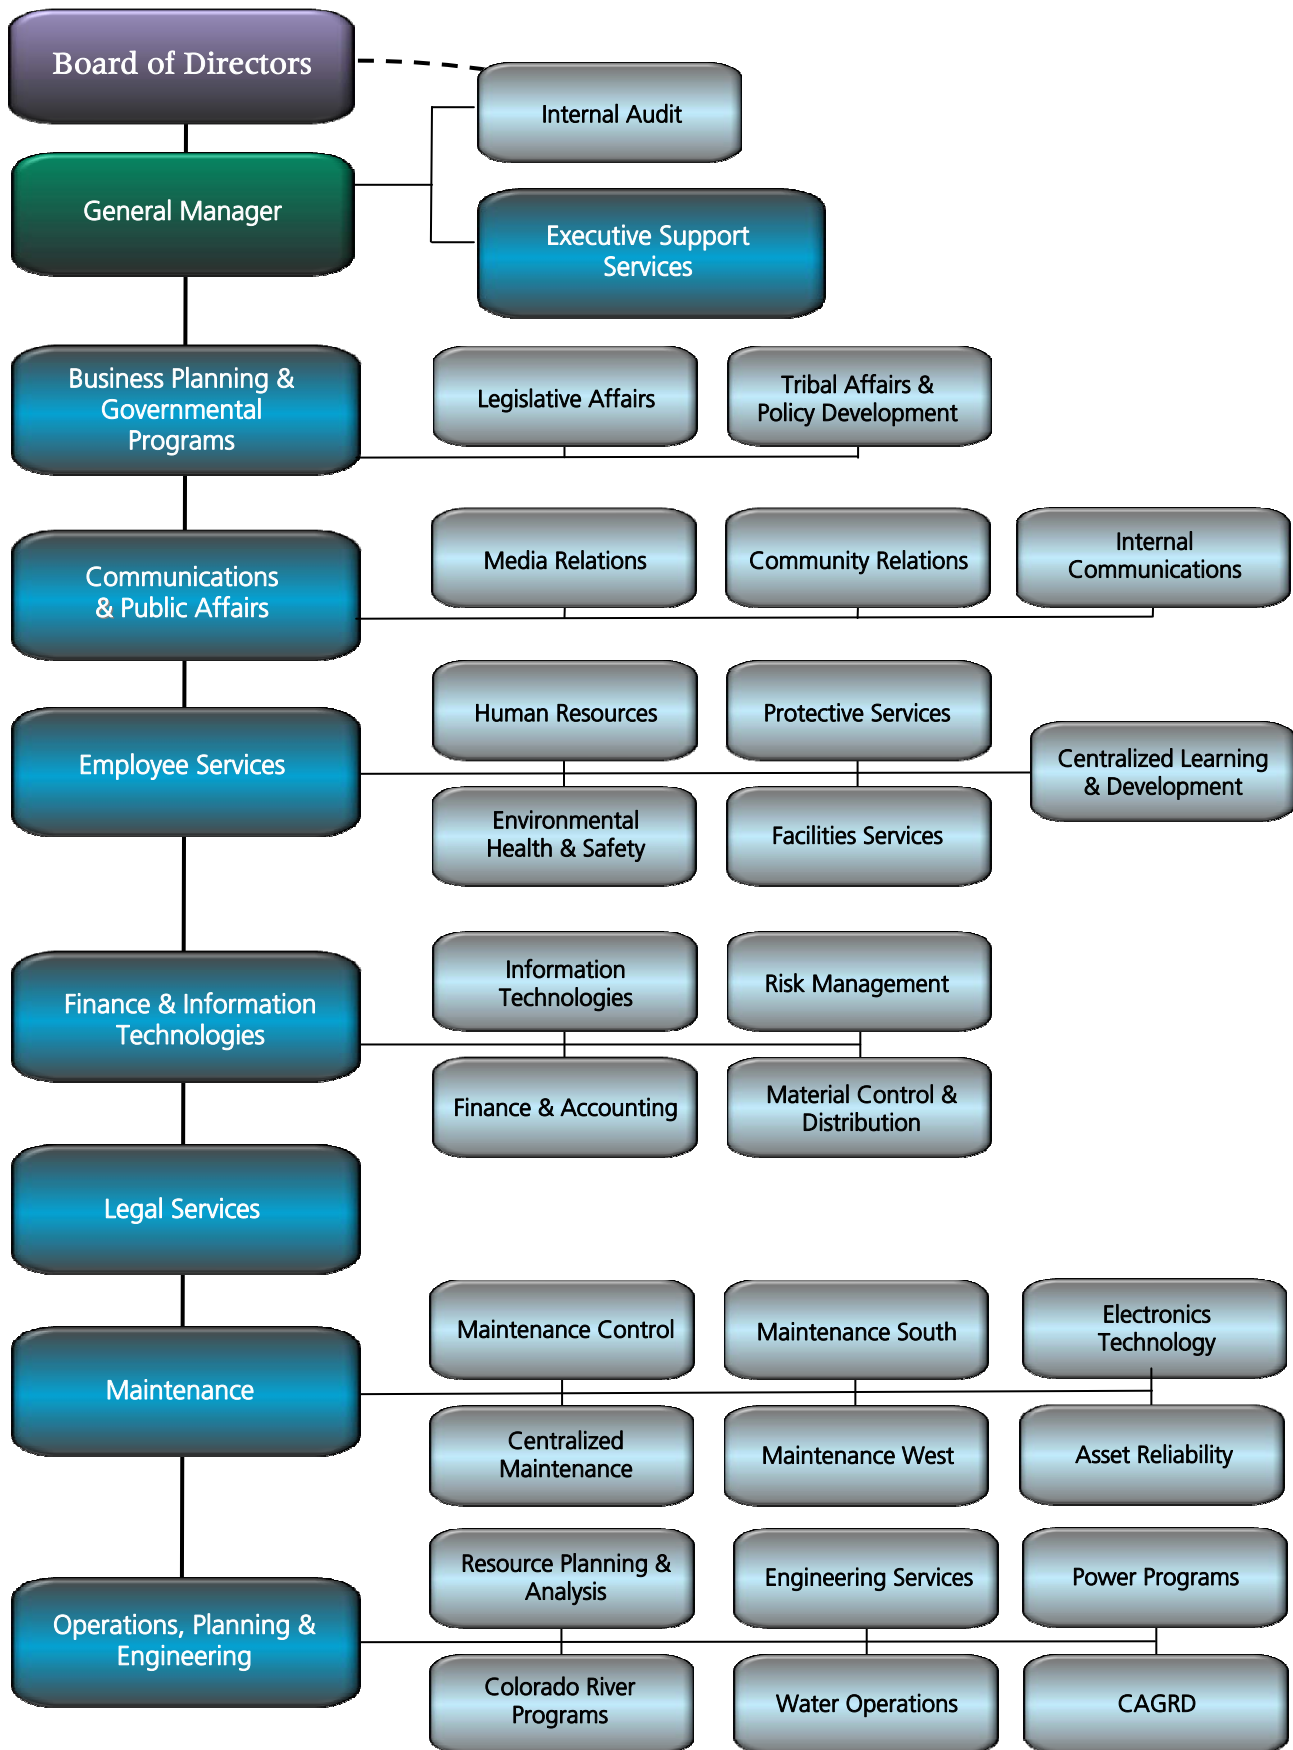 Board of Directors
Internal Audit
General Manager
Executive Support
Services
Business Planning &
Governmental
Programs
Legislative Affairs
Tribal Affairs &
Policy Development
Communications
& Public Affairs
Media Relations
Community Relations
Internal
Communications
Employee Services
Human Resources
Protective Services
Centralized Learning
& Development
Environmental
Health & Safety
Facilities Services
Finance & Information
Technologies
Information
Technologies
Risk Management
Finance & Accounting
Material Control &
Distribution
Legal Services
Maintenance
Maintenance Control
Maintenance South
Electronics
Technology
Centralized
Maintenance
Maintenance West
Asset Reliability
Operations, Planning &
Engineering
Resource Planning &
Analysis
Engineering Services
Power Programs
Colorado River
Programs
Water Operations
CAGRD